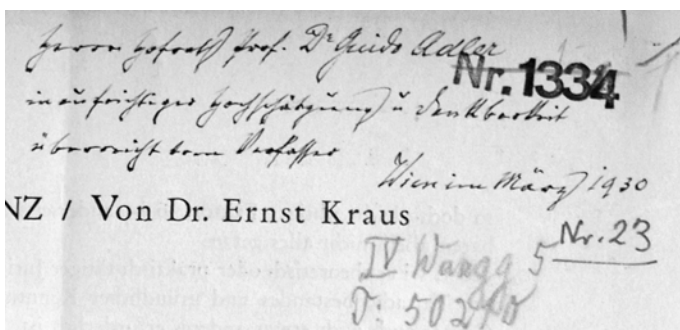 Herrn Hofrath Prof. Dr Guido Adler
Nr. 1334
in aufrichtiger Hochschätzung u Dankbarkeit
überreicht vom Verfasser
Wien im März 1930
NZ / Von Dr. Ernst Kraus
Nr. 23
IV 5
D: 502